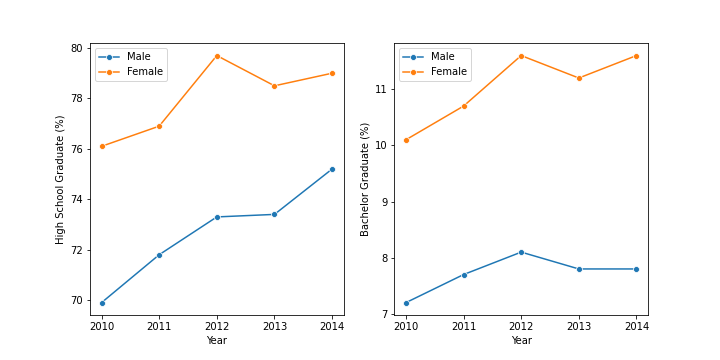 Male
Female
80
78
76
74
72
70
High School Graduate (%)
2010 2011 2012 2013 2014
Year
Male
Female
11
10
9
8
7
Bachelor Graduate (%)
2010 2011 2012 2013 2014
Year